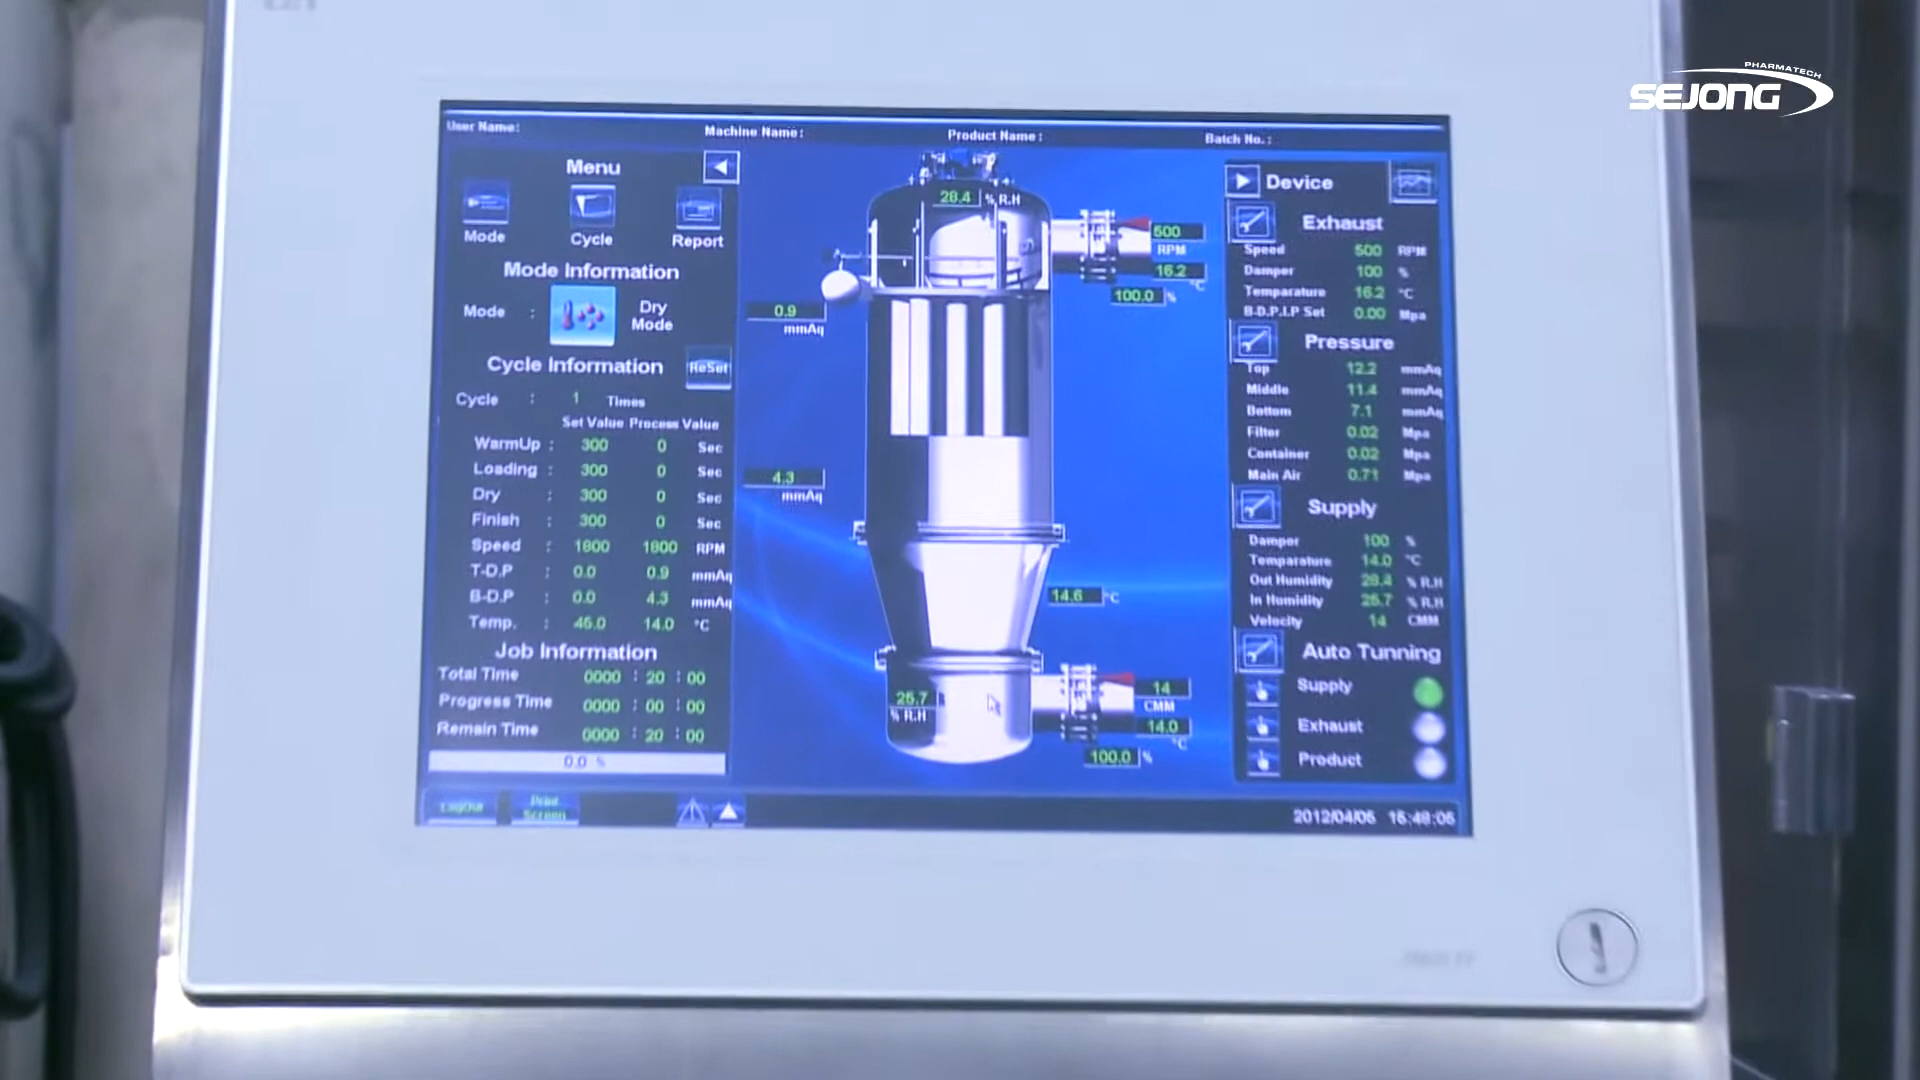 PHARMATECH
SEJONG
User Name:
Machine Name:
Product Name:
Batch No.:
Menu
Mode
Cycle
Report
Mode Information
Mode :
Dry
Mode
Cycle Information
ReSet
Cycle : 1 Times
Set Value Process Value
WarmUp : 300 0 Sec
Loading : 300 0 Sec
Dry : 300 0 Sec
Finish : 300 0 Sec
Speed : 1800 1800 RPM
T-D.P : 0.0 0.9 mmAq
B-D.P : 0.0 4.3 mmAq
Temp. : 45.0 14.0 °C
Job Information
Total Time 0000 : 20 : 00
Progress Time 0000 : 00 : 00
Remain Time 0000 : 20 : 00
0.0 %
LogOut
Print
Screen
28.4 % R.H
500
RPM
16.2
°C
100.0 %
0.9
mmAq
4.3
mmAq
14.6 °C
25.7
% R.H
14
CMM
14.0
°C
100.0 %
Device
Exhaust
Speed 500 RPM
Damper 100 %
Temparature 16.2 °C
B-D.P.I.P Set 0.00 Mpa
Pressure
Top 12.2 mmAq
Middle 11.4 mmAq
Bottom 7.1 mmAq
Filter 0.02 Mpa
Container 0.02 Mpa
Main Air 0.71 Mpa
Supply
Damper 100 %
Temparature 14.0 °C
Out Humidity 28.4 % R.H
In Humidity 25.7 % R.H
Velocity 14 CMM
Auto Tunning
Supply
Exhaust
Product
2012/04/05